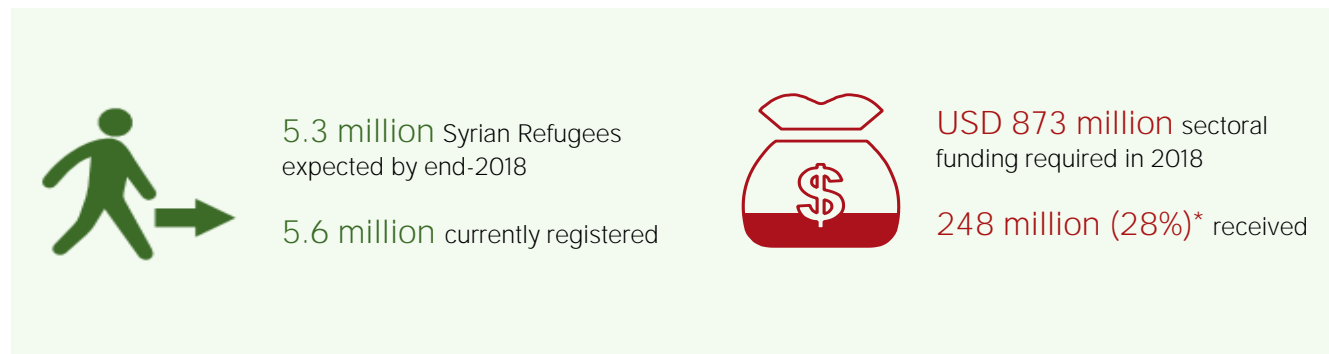 5.3 million Syrian Refugees
expected by end-2018
5.6 million currently registered
$
USD 873 million sectoral
funding required in 2018
248 million (28%)* received